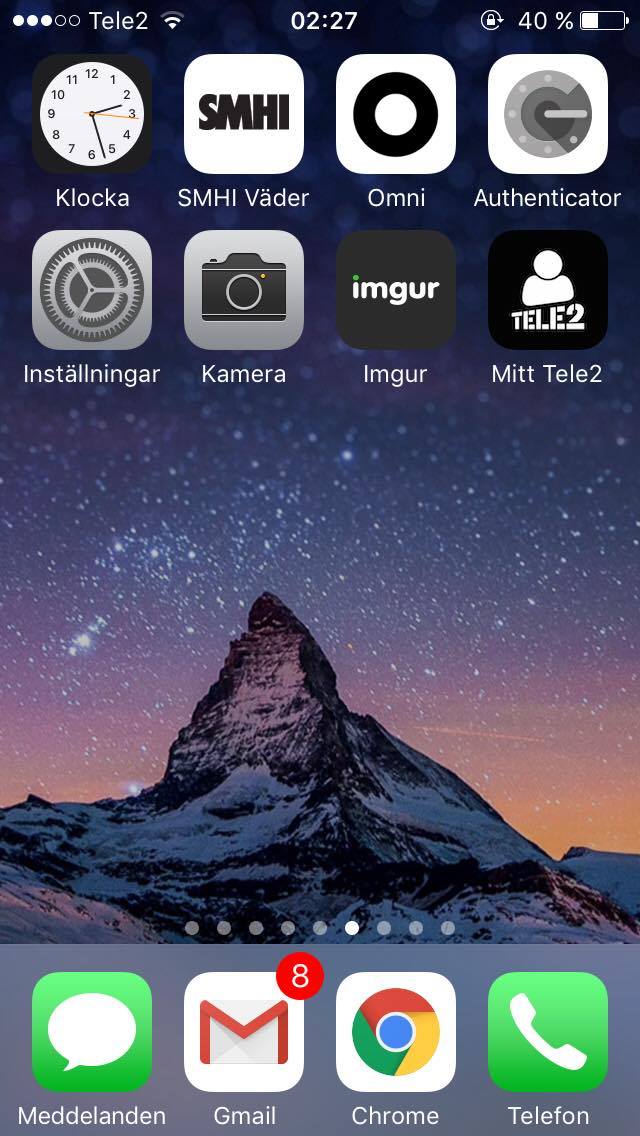 Tele2 02:27 40 %
12
11 1
10 2
9 3
8 4
7 5
6
SMHI
Klocka SMHI Väder Omni Authenticator
imgur
TELE2
Inställningar Kamera Imgur Mitt Tele2
8
Meddelanden Gmail Chrome Telefon